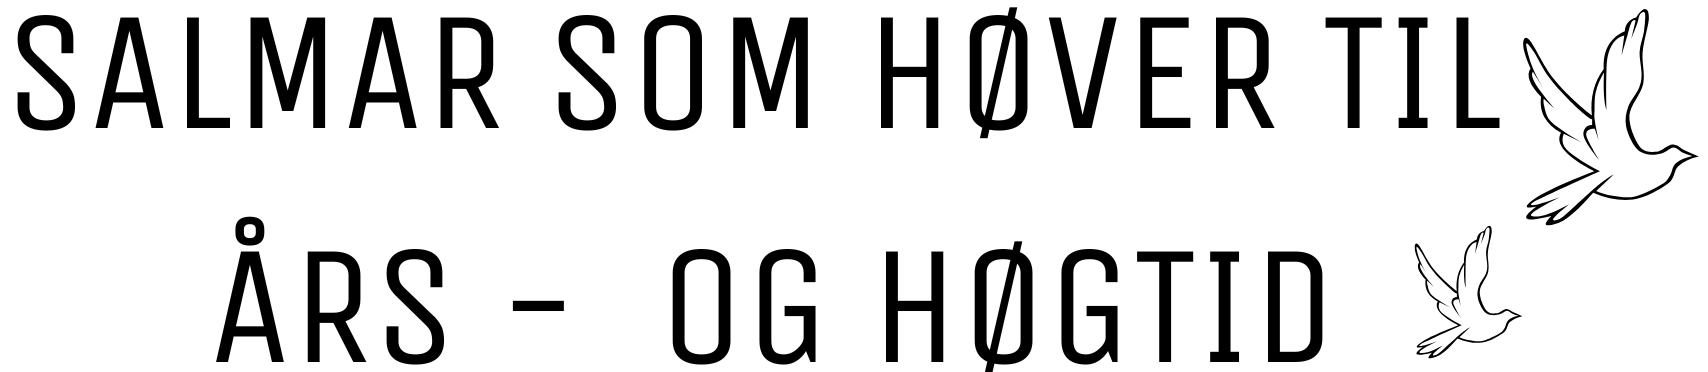 SALMAR SOM HØVER TIL
ÅRS - OG HØGTID